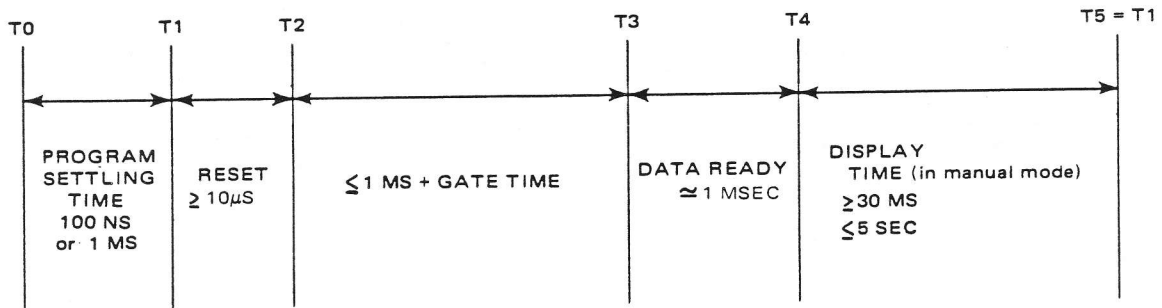 T0
T1
T2
T3
T4
T5 = T1
PROGRAM
SETTLING
TIME
100 NS
or 1 MS
RESET
≥ 10μS
≤1 MS + GATE TIME
DATA READY
≃ 1 MSEC
DISPLAY
TIME (in manual mode)
≥30 MS
≤5 SEC